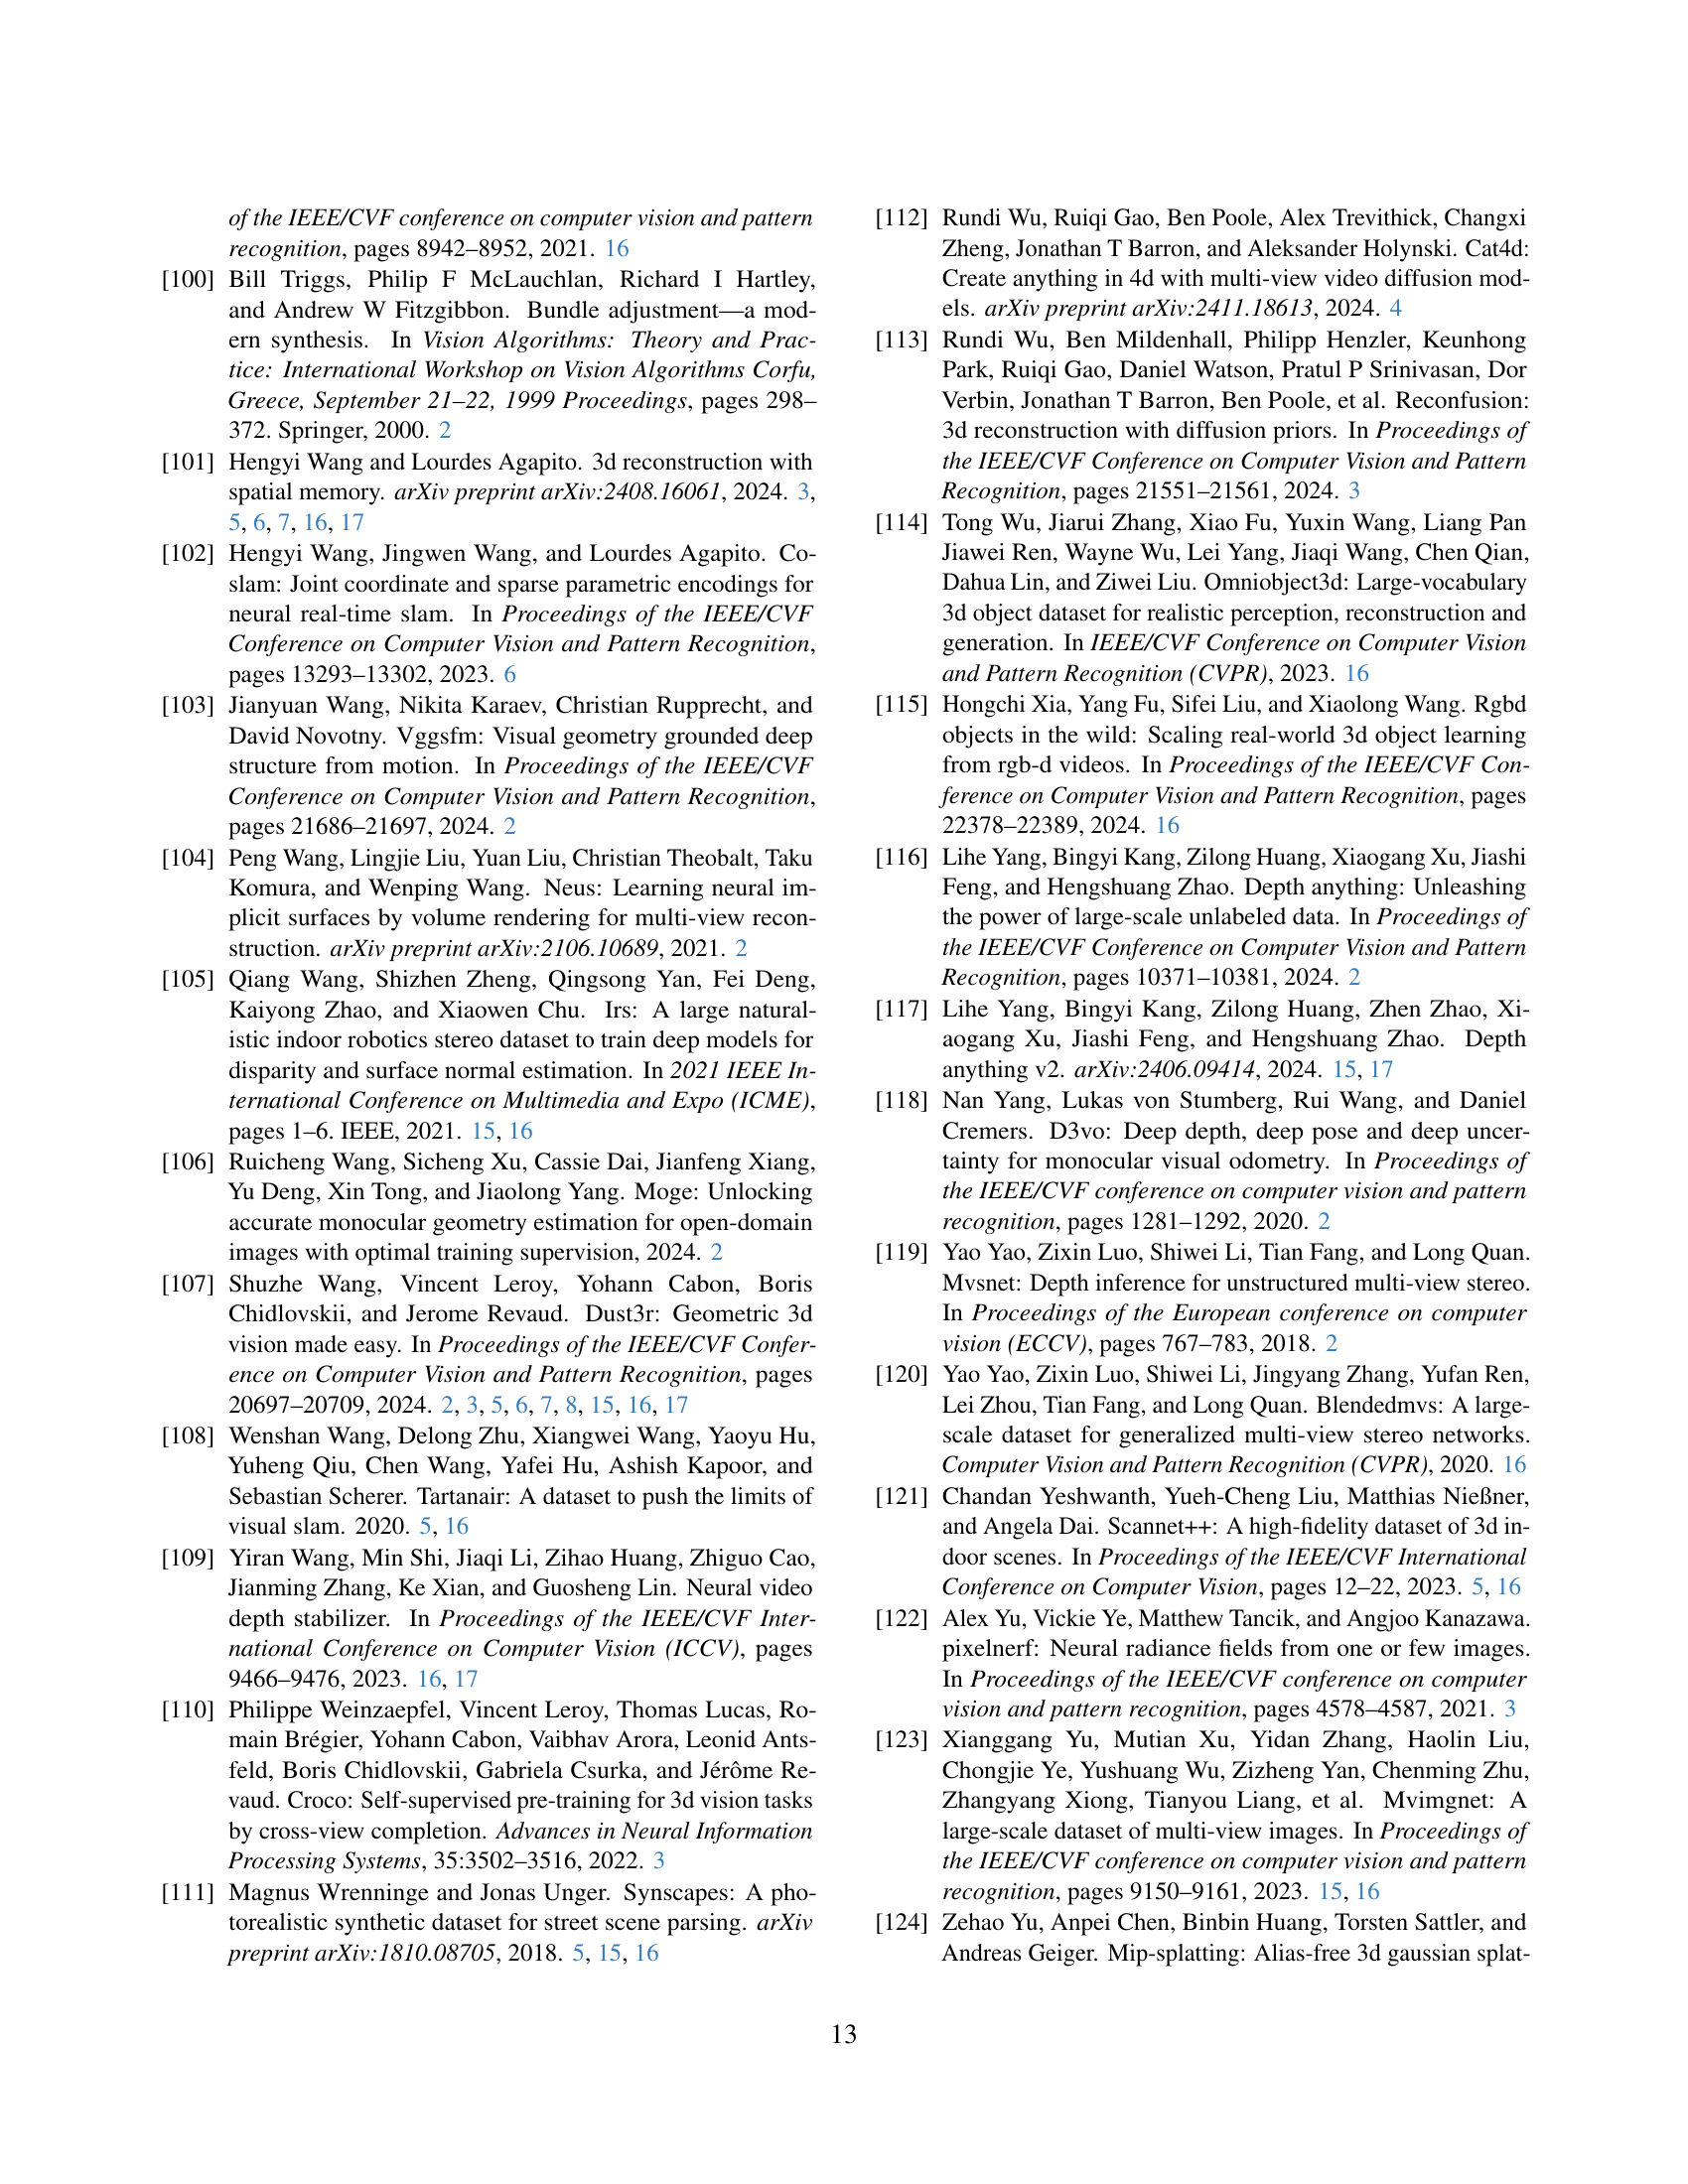 of the IEEE/CVF conference on computer vision and pattern
recognition, pages 8942–8952, 2021. 16
[100] Bill Triggs, Philip F McLauchlan, Richard I Hartley,
and Andrew W Fitzgibbon. Bundle adjustment—a mod-
ern synthesis. In Vision Algorithms: Theory and Prac-
tice: International Workshop on Vision Algorithms Corfu,
Greece, September 21–22, 1999 Proceedings, pages 298–
372. Springer, 2000. 2
[101] Hengyi Wang and Lourdes Agapito. 3d reconstruction with
spatial memory. arXiv preprint arXiv:2408.16061, 2024. 3,
5, 6, 7, 16, 17
[102] Hengyi Wang, Jingwen Wang, and Lourdes Agapito. Co-
slam: Joint coordinate and sparse parametric encodings for
neural real-time slam. In Proceedings of the IEEE/CVF
Conference on Computer Vision and Pattern Recognition,
pages 13293–13302, 2023. 6
[103] Jianyuan Wang, Nikita Karaev, Christian Rupprecht, and
David Novotny. Vggsfm: Visual geometry grounded deep
structure from motion. In Proceedings of the IEEE/CVF
Conference on Computer Vision and Pattern Recognition,
pages 21686–21697, 2024. 2
[104] Peng Wang, Lingjie Liu, Yuan Liu, Christian Theobalt, Taku
Komura, and Wenping Wang. Neus: Learning neural im-
plicit surfaces by volume rendering for multi-view recon-
struction. arXiv preprint arXiv:2106.10689, 2021. 2
[105] Qiang Wang, Shizhen Zheng, Qingsong Yan, Fei Deng,
Kaiyong Zhao, and Xiaowen Chu. Irs: A large natural-
istic indoor robotics stereo dataset to train deep models for
disparity and surface normal estimation. In 2021 IEEE In-
ternational Conference on Multimedia and Expo (ICME),
pages 1–6. IEEE, 2021. 15, 16
[106] Ruicheng Wang, Sicheng Xu, Cassie Dai, Jianfeng Xiang,
Yu Deng, Xin Tong, and Jiaolong Yang. Moge: Unlocking
accurate monocular geometry estimation for open-domain
images with optimal training supervision, 2024. 2
[107] Shuzhe Wang, Vincent Leroy, Yohann Cabon, Boris
Chidlovskii, and Jerome Revaud. Dust3r: Geometric 3d
vision made easy. In Proceedings of the IEEE/CVF Confer-
ence on Computer Vision and Pattern Recognition, pages
20697–20709, 2024. 2, 3, 5, 6, 7, 8, 15, 16, 17
[108] Wenshan Wang, Delong Zhu, Xiangwei Wang, Yaoyu Hu,
Yuheng Qiu, Chen Wang, Yafei Hu, Ashish Kapoor, and
Sebastian Scherer. Tartanair: A dataset to push the limits of
visual slam. 2020. 5, 16
[109] Yiran Wang, Min Shi, Jiaqi Li, Zihao Huang, Zhiguo Cao,
Jianming Zhang, Ke Xian, and Guosheng Lin. Neural video
depth stabilizer. In Proceedings of the IEEE/CVF Inter-
national Conference on Computer Vision (ICCV), pages
9466–9476, 2023. 16, 17
[110] Philippe Weinzaepfel, Vincent Leroy, Thomas Lucas, Ro-
main Brégier, Yohann Cabon, Vaibhav Arora, Leonid Ants-
feld, Boris Chidlovskii, Gabriela Csurka, and Jérôme Re-
vaud. Croco: Self-supervised pre-training for 3d vision tasks
by cross-view completion. Advances in Neural Information
Processing Systems, 35:3502–3516, 2022. 3
[111] Magnus Wrenninge and Jonas Unger. Synscapes: A pho-
torealistic synthetic dataset for street scene parsing. arXiv
preprint arXiv:1810.08705, 2018. 5, 15, 16
[112] Rundi Wu, Ruiqi Gao, Ben Poole, Alex Trevithick, Changxi
Zheng, Jonathan T Barron, and Aleksander Holynski. Cat4d:
Create anything in 4d with multi-view video diffusion mod-
els. arXiv preprint arXiv:2411.18613, 2024. 4
[113] Rundi Wu, Ben Mildenhall, Philipp Henzler, Keunhong
Park, Ruiqi Gao, Daniel Watson, Pratul P Srinivasan, Dor
Verbin, Jonathan T Barron, Ben Poole, et al. Reconfusion:
3d reconstruction with diffusion priors. In Proceedings of
the IEEE/CVF Conference on Computer Vision and Pattern
Recognition, pages 21551–21561, 2024. 3
[114] Tong Wu, Jiarui Zhang, Xiao Fu, Yuxin Wang, Liang Pan
Jiawei Ren, Wayne Wu, Lei Yang, Jiaqi Wang, Chen Qian,
Dahua Lin, and Ziwei Liu. Omniobject3d: Large-vocabulary
3d object dataset for realistic perception, reconstruction and
generation. In IEEE/CVF Conference on Computer Vision
and Pattern Recognition (CVPR), 2023. 16
[115] Hongchi Xia, Yang Fu, Sifei Liu, and Xiaolong Wang. Rgbd
objects in the wild: Scaling real-world 3d object learning
from rgb-d videos. In Proceedings of the IEEE/CVF Con-
ference on Computer Vision and Pattern Recognition, pages
22378–22389, 2024. 16
[116] Lihe Yang, Bingyi Kang, Zilong Huang, Xiaogang Xu, Jiashi
Feng, and Hengshuang Zhao. Depth anything: Unleashing
the power of large-scale unlabeled data. In Proceedings of
the IEEE/CVF Conference on Computer Vision and Pattern
Recognition, pages 10371–10381, 2024. 2
[117] Lihe Yang, Bingyi Kang, Zilong Huang, Zhen Zhao, Xi-
aogang Xu, Jiashi Feng, and Hengshuang Zhao. Depth
anything v2. arXiv:2406.09414, 2024. 15, 17
[118] Nan Yang, Lukas von Stumberg, Rui Wang, and Daniel
Cremers. D3vo: Deep depth, deep pose and deep uncer-
tainty for monocular visual odometry. In Proceedings of
the IEEE/CVF conference on computer vision and pattern
recognition, pages 1281–1292, 2020. 2
[119] Yao Yao, Zixin Luo, Shiwei Li, Tian Fang, and Long Quan.
Mvsnet: Depth inference for unstructured multi-view stereo.
In Proceedings of the European conference on computer
vision (ECCV), pages 767–783, 2018. 2
[120] Yao Yao, Zixin Luo, Shiwei Li, Jingyang Zhang, Yufan Ren,
Lei Zhou, Tian Fang, and Long Quan. Blendedmvs: A large-
scale dataset for generalized multi-view stereo networks.
Computer Vision and Pattern Recognition (CVPR), 2020. 16
[121] Chandan Yeshwanth, Yueh-Cheng Liu, Matthias Nießner,
and Angela Dai. Scannet++: A high-fidelity dataset of 3d in-
door scenes. In Proceedings of the IEEE/CVF International
Conference on Computer Vision, pages 12–22, 2023. 5, 16
[122] Alex Yu, Vickie Ye, Matthew Tancik, and Angjoo Kanazawa.
pixelnerf: Neural radiance fields from one or few images.
In Proceedings of the IEEE/CVF conference on computer
vision and pattern recognition, pages 4578–4587, 2021. 3
[123] Xianggang Yu, Mutian Xu, Yidan Zhang, Haolin Liu,
Chongjie Ye, Yushuang Wu, Zizheng Yan, Chenming Zhu,
Zhangyang Xiong, Tianyou Liang, et al. Mvimgnet: A
large-scale dataset of multi-view images. In Proceedings of
the IEEE/CVF conference on computer vision and pattern
recognition, pages 9150–9161, 2023. 15, 16
[124] Zehao Yu, Anpei Chen, Binbin Huang, Torsten Sattler, and
Andreas Geiger. Mip-splatting: Alias-free 3d gaussian splat-
13